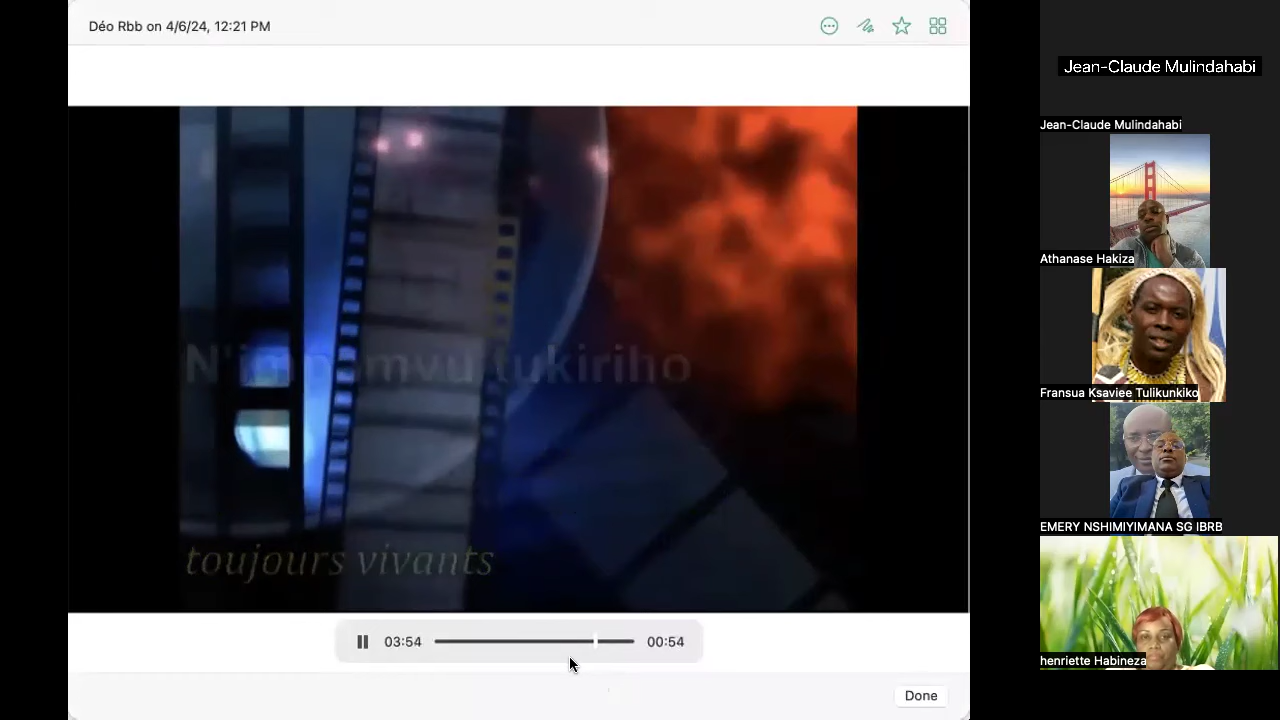 Déo Rbb on 4/6/24, 12:21 PM
N'impamvu tukiriho
toujours vivants
03:54
00:54
Done
Jean-Claude Mulindahabi
Jean-Claude Mulindahabi
Athanase Hakiza
Fransua Ksaviee Tulikunkiko
EMERY NSHIMIYIMANA SG IBRB
henriette Habineza